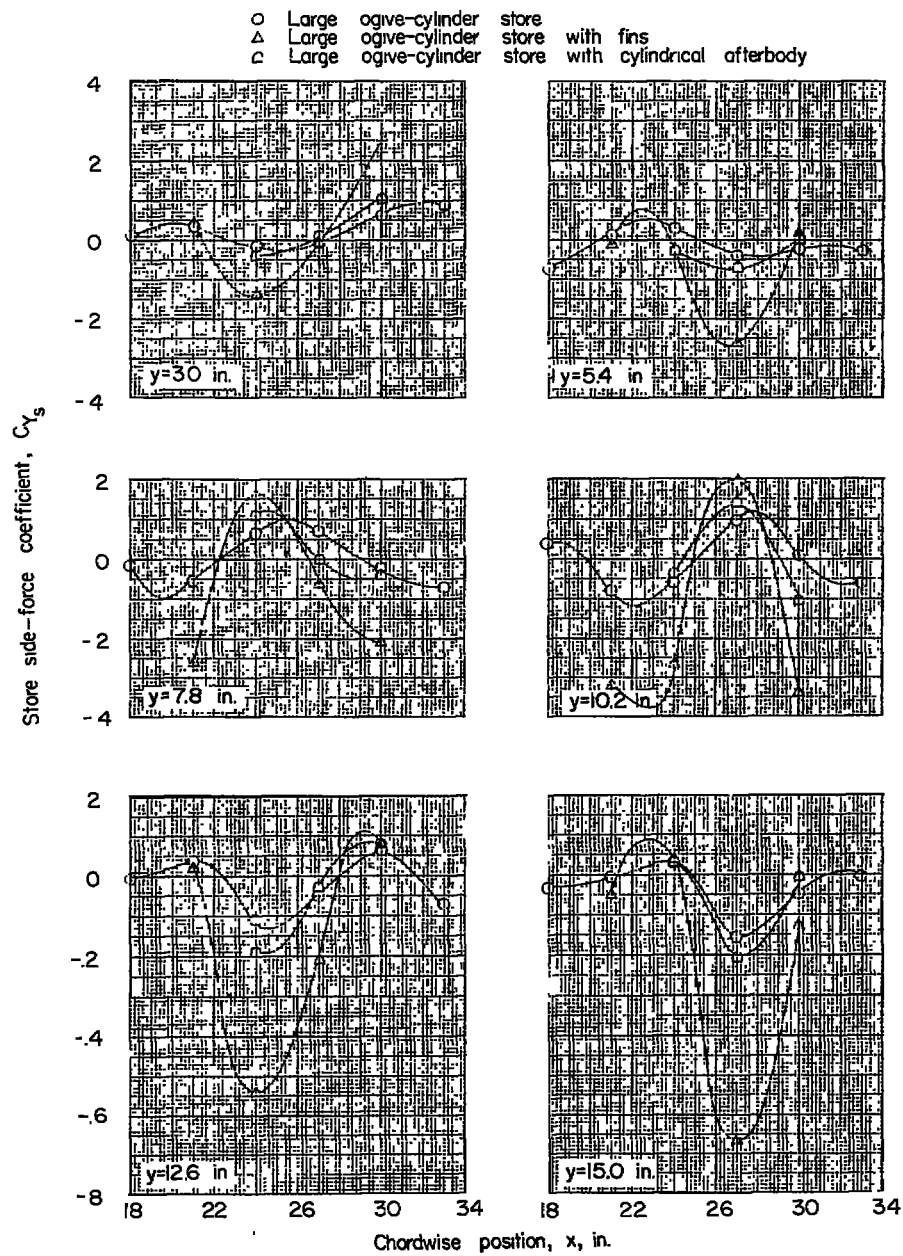 O Large ogive-cylinder store
Δ Large ogive-cylinder store with fins
Large ogive-cylinder store with cylindrical afterbody
4
2
0
-2
-4
y=30 in.
y=5.4 in
Store side-force coefficient, CYs
2
0
-2
-4
y=7.8 in.
y=10.2 in
2
0
-.2
-.4
-.6
-8
y=12.6 in
y=15.0 in.
18 22 26 30 34 18 22 26 30 34
Chordwise position, x, in.